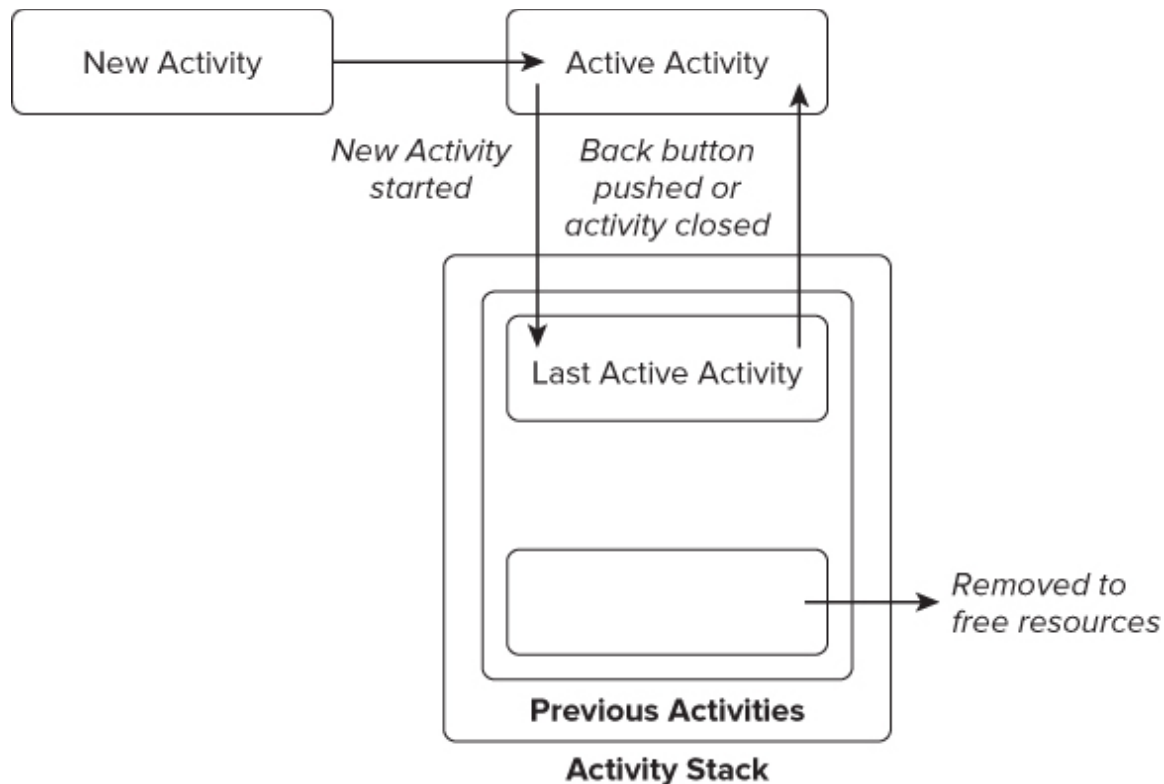 New Activity
Active Activity
New Activity
started
Back button
pushed or
activity closed
Last Active Activity
Removed to
free resources
Previous Activities
Activity Stack